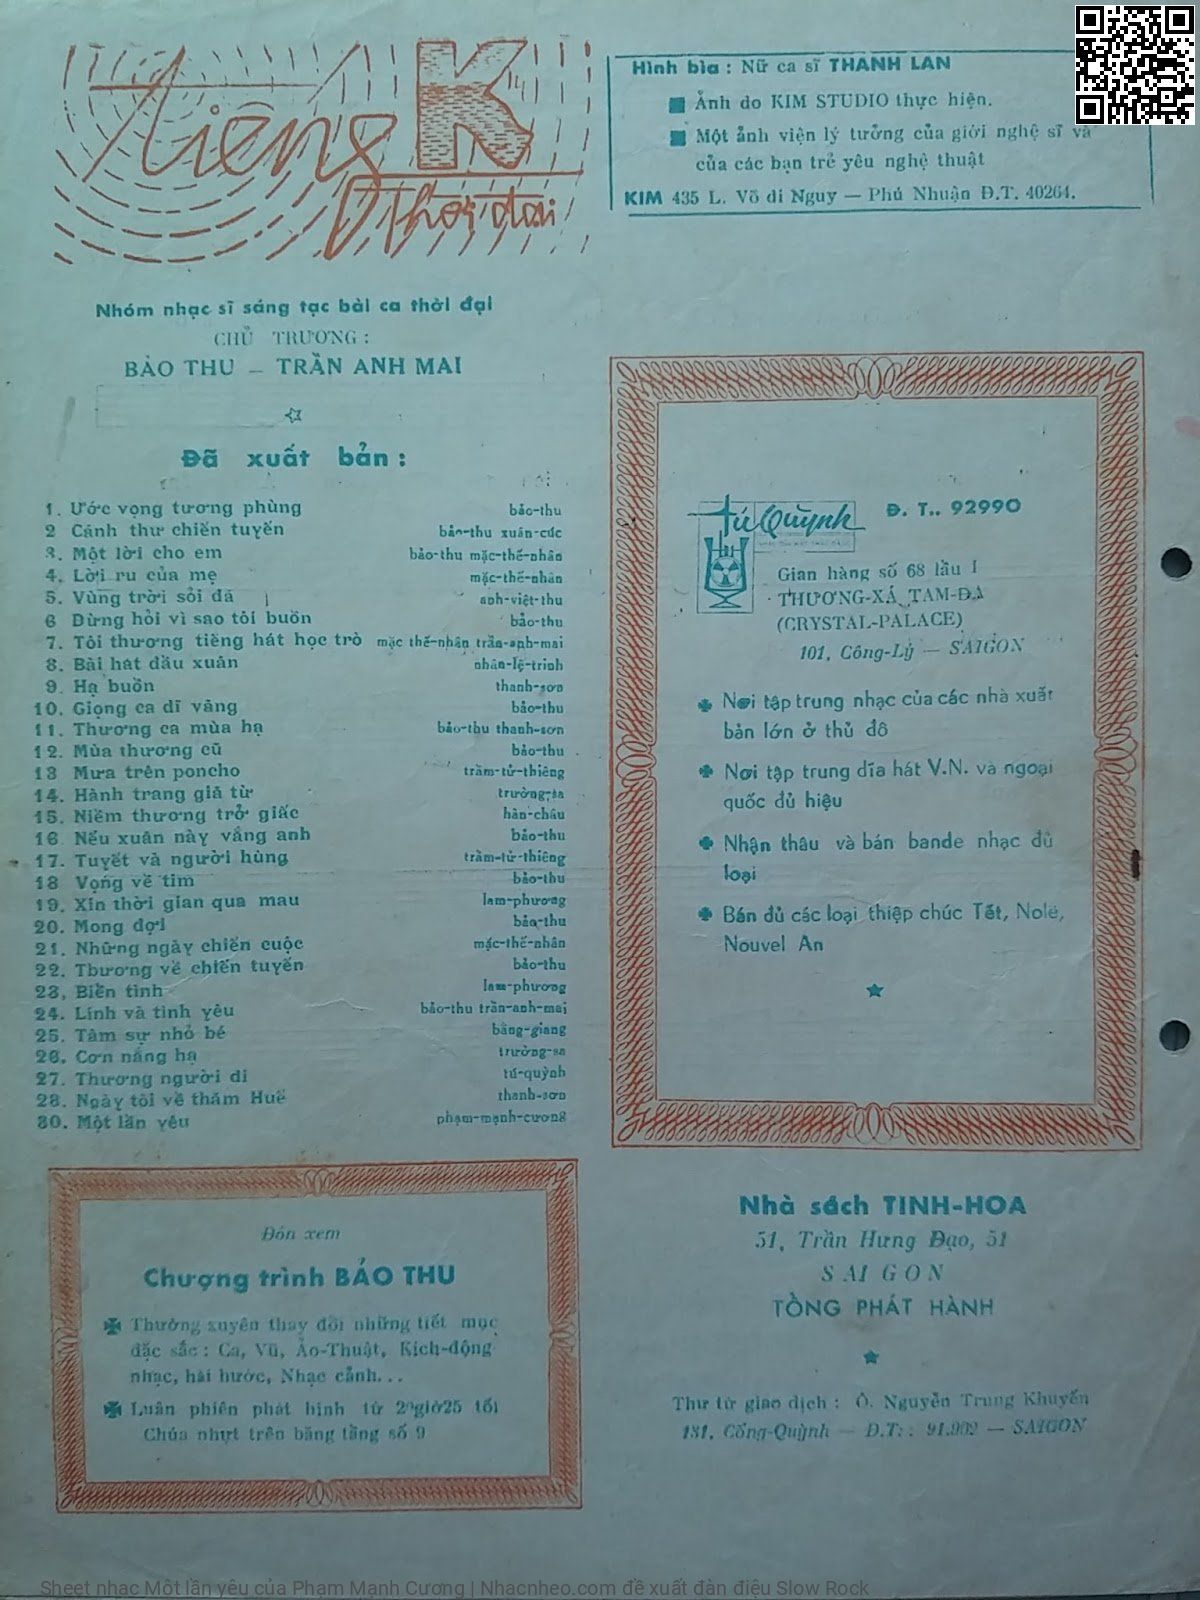 Tiếng K
Thời đại
Hình bìa : Nữ ca sĩ THANH LAN
Ảnh do KIM STUDIO thực hiện.
Một ảnh viện lý tưởng của giới nghệ sĩ và
của các bạn trẻ yêu nghệ thuật
KIM 435 L. Võ di Nguy — Phú Nhuận Đ.T. 40264.
Nhóm nhạc sĩ sáng tạc bài ca thời đại
CHỦ TRƯƠNG :
BẢO THU — TRẦN ANH MAI
Đã xuất bản :
1. Ước vọng tương phùng bảo-thu
2 Cánh thư chiến tuyến bảo-thu xuân-cúc
3. Một lời cho em bảo-thu mặc-thế-nhân
4. Lời ru của mẹ mặc-thế-nhân
5. Vùng trời sỏi đá anh-việt-thu
6 Đừng hỏi vì sao tôi buồn bảo-thu
7. Tôi thương tiếng hát học trò mặc thế-nhân trần-anh-mai
8. Bài hát đầu xuân nhân-lệ-trinh
9. Hạ buồn thanh-sơn
10. Giọng ca dĩ vãng bảo-thu
11. Thương ca mùa hạ bảo-thu thanh-sơn
12. Mùa thương cũ bảo-thu
13 Mưa trên poncho trầm-tử-thiêng
14. Hành trang giả từ trường-sa
15. Niềm thương trở giấc hàn-châu
16 Nếu xuân này vắng anh bảo-thu
17. Tuyết và người hùng trầm-tử-thiêng
18 Vọng về tim bảo-thu
19. Xin thời gian qua mau lam-phương
20. Mong đợi bảo-thu
21. Những ngày chiến cuộc mặc-thế-nhân
22. Thương về chiến tuyến bảo-thu
23, Biển tình lam-phương
24. Lính và tình yêu bảo-thu trần-anh-mai
25. Tâm sự nhỏ bé bằng-giang
26. Cơn nắng hạ trường-sa
27. Thương người đi tú-quỳnh
28. Ngày tôi về thăm Huế thanh-sơn
30. Một lần yêu phạm-mạnh-cương
Tú Quỳnh Đ. T.. 92990
Gian hàng số 68 lầu I
THƯƠNG-XÁ TAM-ĐA
(CRYSTAL-PALACE)
101, Công-Lý — SAIGON
Nơi tập trung nhạc của các nhà xuất
bản lớn ở thủ đô
Nơi tập trung dĩa hát V.N. và ngoại
quốc đủ hiệu
Nhận thâu và bán bande nhạc đủ
loại
Bán đủ các loại thiệp chúc Tết, Nole,
Nouvel An
Đón xem
Chương trình BẢO THU
Thường xuyên thay đổi những tiết mục
đặc sắc : Ca, Vũ, Ảo-Thuật, Kích-động
nhạc, hài hước, Nhạc cảnh...
Luân phiên phát hình từ 20giờ25 tối
Chúa nhựt trên băng tầng số 9
Nhà sách TINH-HOA
51, Trần Hưng Đạo, 51
SAIGON
TỔNG PHÁT HÀNH
Thư từ giao dịch : Ô. Nguyễn Trung Khuyến
131, Cống-Quỳnh — Đ.T: : 91.902 — SAIGON
Sheet nhạc Một lần yêu của Phạm Mạnh Cương | Nhacnheo.com đề xuất đàn điệu Slow Rock